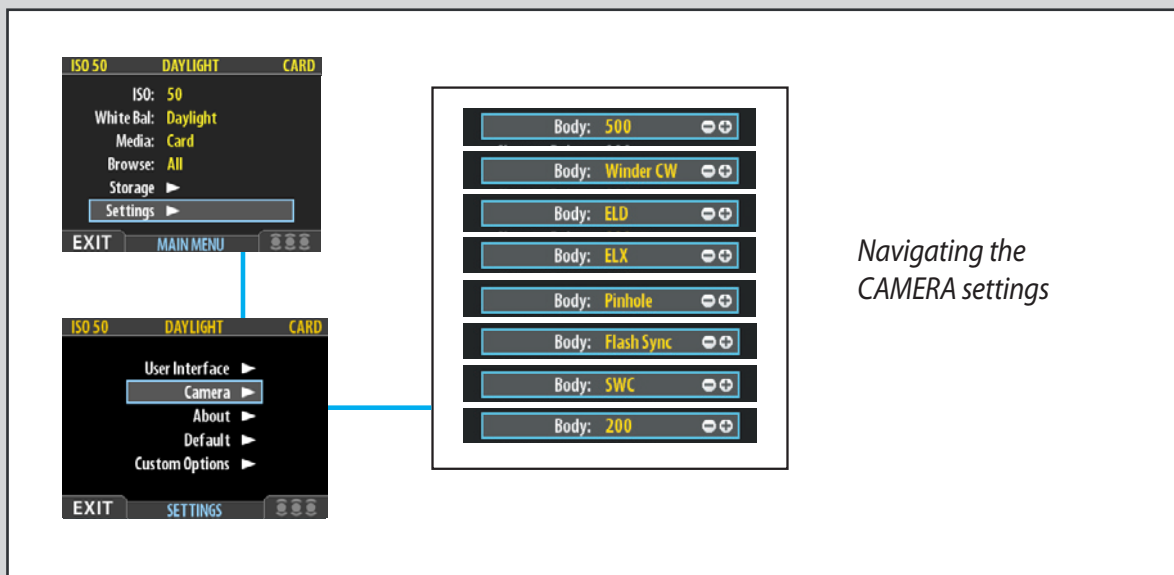 ISO 50 DAYLIGHT CARD
ISO: 50
White Bal: Daylight
Media: Card
Browse: All
Storage
Settings
EXIT MAIN MENU
ISO 50 DAYLIGHT CARD
User Interface
Camera
About
Default
Custom Options
EXIT SETTINGS
Body: 500
Body: Winder CW
Body: ELD
Body: ELX
Body: Pinhole
Body: Flash Sync
Body: SWC
Body: 200
Navigating the
CAMERA settings